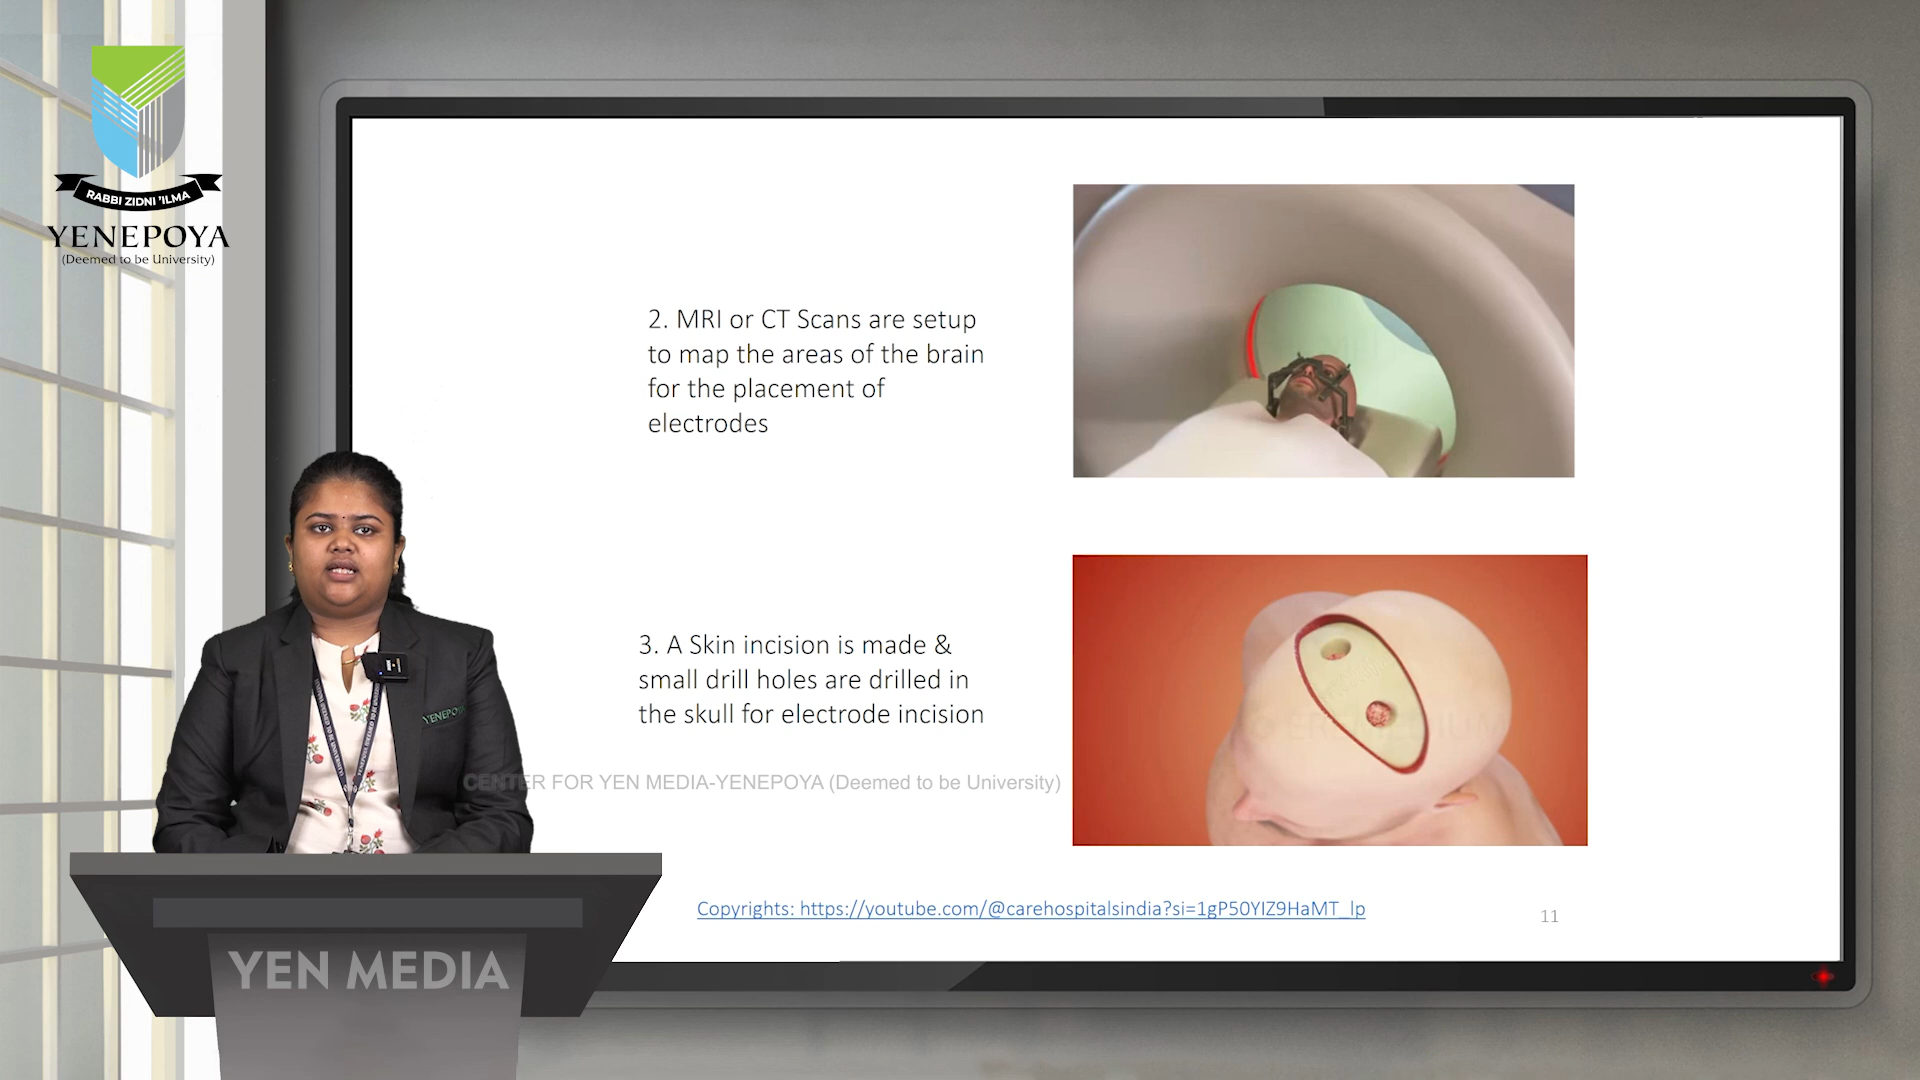 RABBI ZIDNI 'ILMA
YENEPOYA
(Deemed to be University)
2. MRI or CT Scans are setup
to map the areas of the brain
for the placement of
electrodes
3. A Skin incision is made &
small drill holes are drilled in
the skull for electrode incision
CENTER FOR YEN MEDIA-YENEPOYA (Deemed to be University)
Copyrights: https://youtube.com/@carehospitalsindia?si=1gP50YIZ9HaMT_lp
11
YEN MEDIA